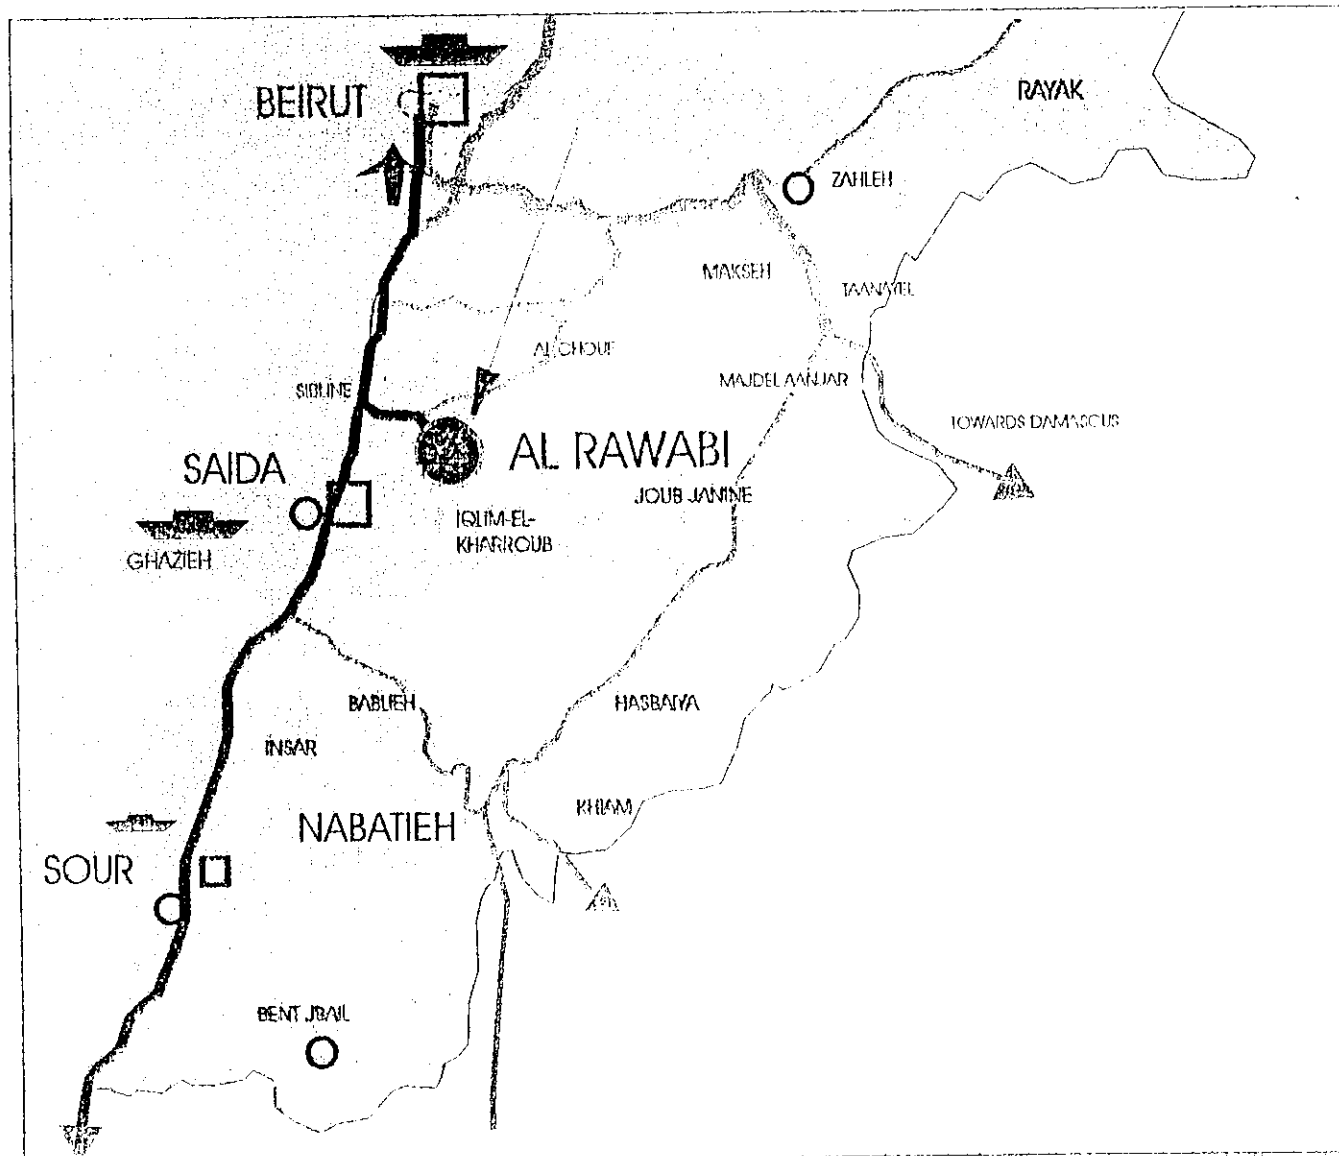 BEIRUT
RAYAK
ZAHLEH
MAKSEH
TAANAYEL
AL CHOUF
SIBLINE
MAJDEL AANJAR
TOWARDS DAMASCUS
AL RAWABI
SAIDA
JOUB JANINE
IQLIM-EL-
KHARROUB
GHAZIEH
BABLIEH
HASBAIYA
INSAR
KHIAM
NABATIEH
SOUR
BENT JBAIL